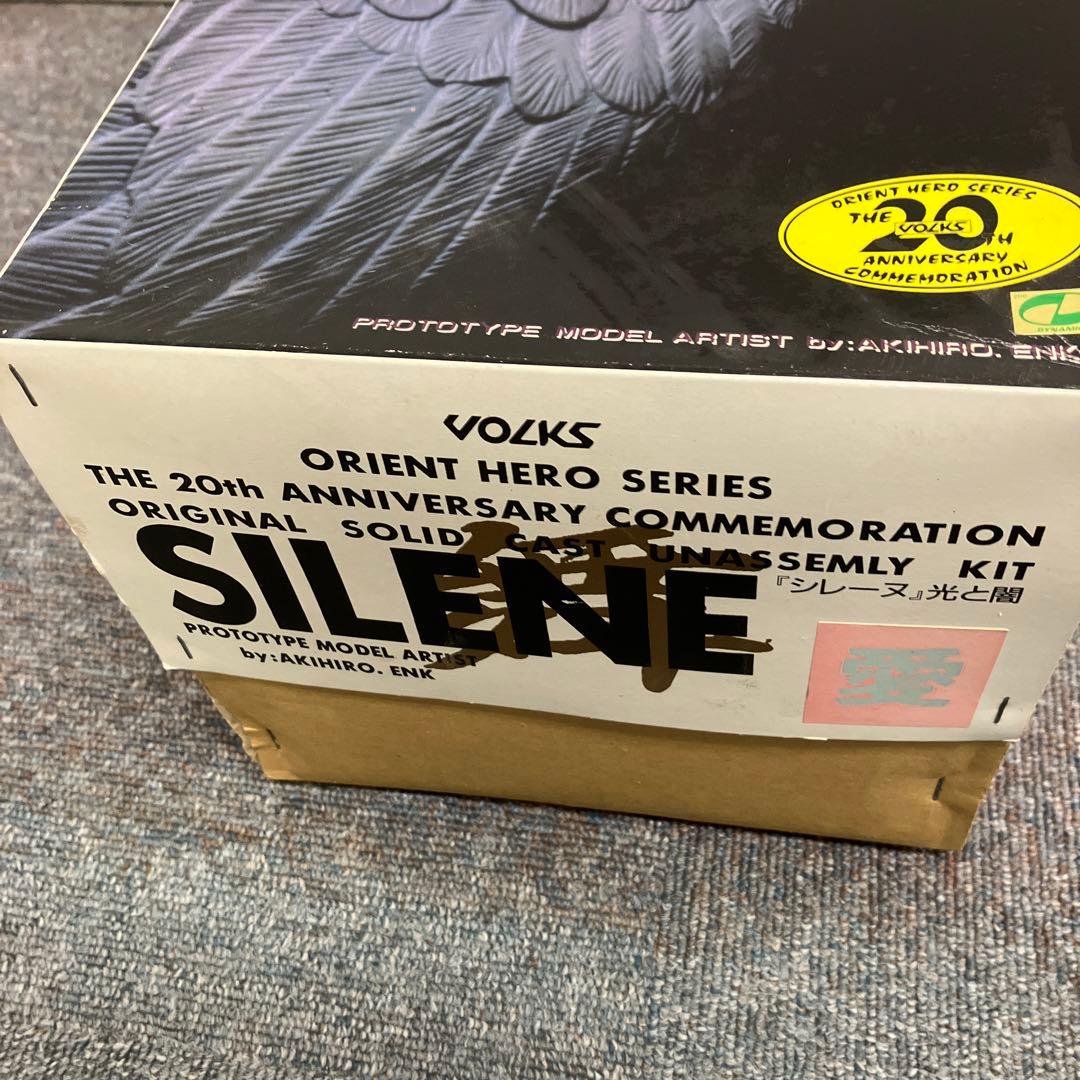 ORIENT HERO SERIES
THE 20TH
VOLKS
ANNIVERSARY
COMMEMORATION
PROTOTYPE MODEL ARTIST by:AKIHIRO. ENK
VOLKS
ORIENT HERO SERIES
THE 20th ANNIVERSARY COMMEMORATION
ORIGINAL SOLID CAST UNASSEMLY KIT
SILENE
『シレーヌ』光と闇
PROTOTYPE MODEL ARTIST
by:AKIHIRO. ENK
愛